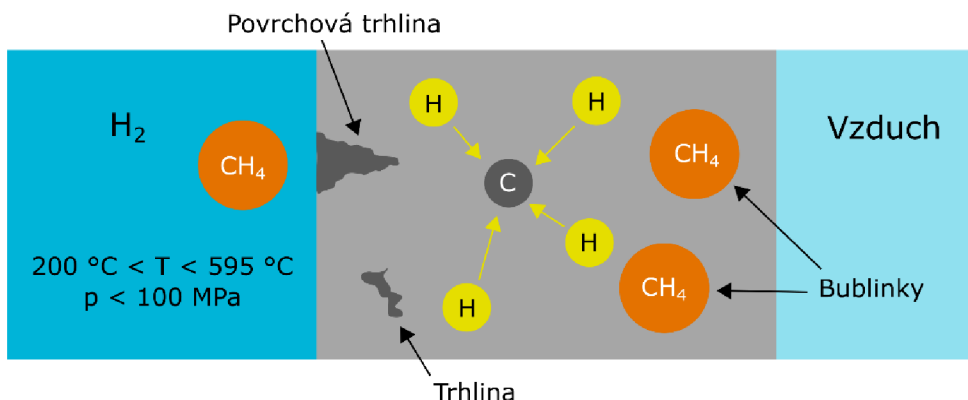 Povrchová trhlina
H₂
CH₄
200 °C < T < 595 °C
p < 100 MPa
H
H
C
H
H
CH₄
CH₄
Vzduch
Bublinky
Trhlina